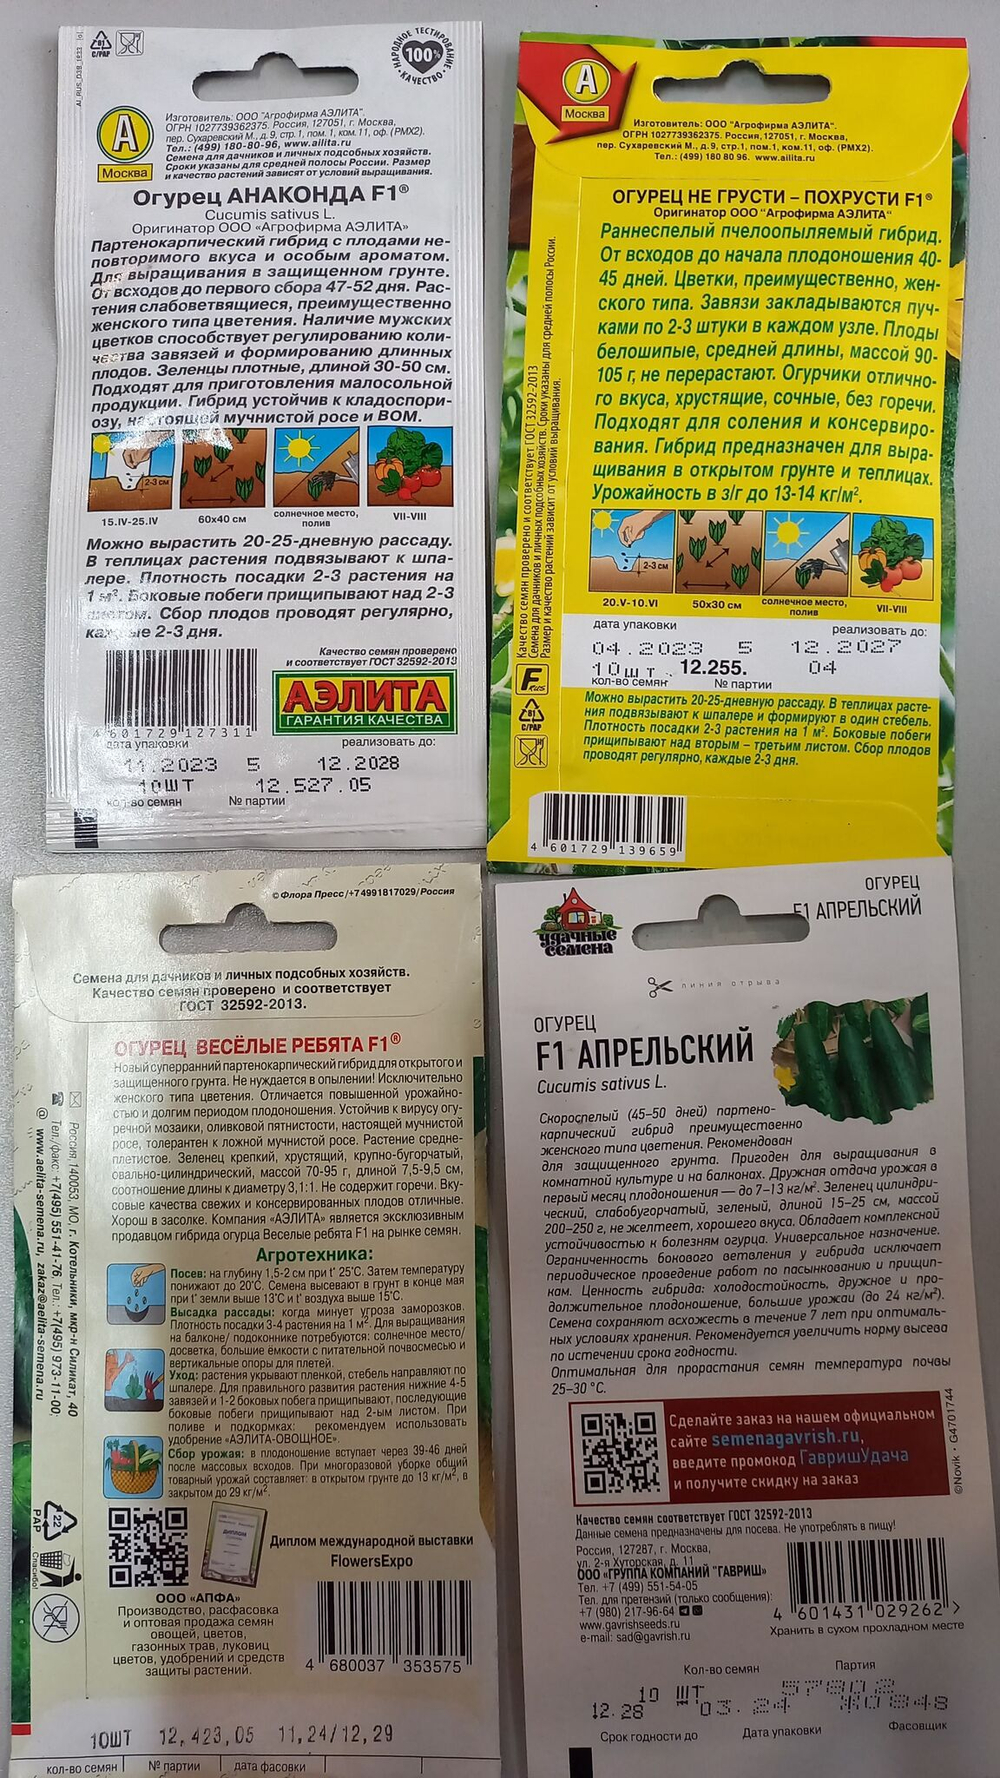 НАРОДНОЕ ТЕСТИРОВАНИЕ
100%
КАЧЕСТВО
81
C/PAP
А
Москва
Изготовитель: ООО "Агрофирма АЭЛИТА".
ОГРН 1027739362375. Россия, 127051, г. Москва,
пер. Сухаревский М., д. 9, стр. 1, пом. 1, ком. 11, оф. (РМХ2).
Тел.: (499) 180-80-96, www.ailita.ru
Семена для дачников и личных подсобных хозяйств.
Сроки указаны для средней полосы России. Размер
и качество растений зависят от условий выращивания.
Огурец АНАКОНДА F1®
Cucumis sativus L.
Оригинатор ООО «Агрофирма АЭЛИТА»
Партенокарпический гибрид с плодами не-
повторимого вкуса и особым ароматом.
Для выращивания в защищенном грунте.
От всходов до первого сбора 47-52 дня. Рас-
тения слабоветвящиеся, преимущественно
женского типа цветения. Наличие мужских
цветков способствует регулированию коли-
чества завязей и формированию длинных
плодов. Зеленцы плотные, длиной 30-50 см.
Подходят для приготовления малосольной
продукции. Гибрид устойчив к кладоспори-
озу, настоящей мучнистой росе и ВОМ.
2-3 см
15.IV-25.IV
60х40 см
солнечное место,
полив
VII-VIII
Можно вырастить 20-25-дневную рассаду.
В теплицах растения подвязывают к шпа-
лере. Плотность посадки 2-3 растения на
1 м². Боковые побеги прищипывают над 2-3
листом. Сбор плодов проводят регулярно,
каждые 2-3 дня.
Качество семян проверено
и соответствует ГОСТ 32592-2013
АЭЛИТА
ГАРАНТИЯ КАЧЕСТВА
4 601729 127311
дата упаковки
реализовать до:
11.2023 5 12.2028
10ШТ 12.527.05
кол-во семян
№ партии
А
Москва
Изготовитель: ООО "Агрофирма АЭЛИТА".
ОГРН 1027739362375. Россия, 127051, г. Москва,
пер. Сухаревский М., д.9, стр.1, пом.1, ком.11, оф. (РМХ2).
Тел.: (499) 180 80 96. www.ailita.ru
ОГУРЕЦ НЕ ГРУСТИ – ПОХРУСТИ F1®
Оригинатор ООО "Агрофирма АЭЛИТА"
Раннеспелый пчелоопыляемый гибрид.
От всходов до начала плодоношения 40-
45 дней. Цветки, преимущественно, жен-
ского типа. Завязи закладываются пуч-
ками по 2-3 штуки в каждом узле. Плоды
белошипые, средней длины, массой 90-
105 г, не перерастают. Огурчики отлично-
го вкуса, хрустящие, сочные, без горечи.
Подходят для соления и консервиро-
вания. Гибрид предназначен для выра-
щивания в открытом грунте и теплицах.
Урожайность в з/г до 13-14 кг/м².
Качество семян проверено и соответствует ГОСТ 32592-2013
Семена для дачников и личных подсобных хозяйств. Сроки указаны для средней полосы России.
Размер и качество растений зависят от условий выращивания.
2-3 см
20.V-10.VI
50х30 см
солнечное место,
полив
VII-VIII
дата упаковки
реализовать до:
04.2023 5 12.2027
10шт. 12.255. 04
кол-во семян
№ партии
F RUS
81
C/PAP
Можно вырастить 20-25-дневную рассаду. В теплицах расте-
ния подвязывают к шпалере и формируют в один стебель.
Плотность посадки 2-3 растения на 1 м². Боковые побеги
прищипывают над вторым – третьим листом. Сбор плодов
проводят регулярно, каждые 2-3 дня.
4 601729 139659
© Флора Пресс/+74991817029/Россия
Семена для дачников и личных подсобных хозяйств.
Качество семян проверено и соответствует
ГОСТ 32592-2013.
ОГУРЕЦ ВЕСЁЛЫЕ РЕБЯТА F1®
Новый суперранний партенокарпический гибрид для открытого и
защищенного грунта. Не нуждается в опылении! Исключительно
женского типа цветения. Отличается повышенной урожайно-
стью и долгим периодом плодоношения. Устойчив к вирусу огу-
речной мозаики, оливковой пятнистости, настоящей мучнистой
росе, толерантен к ложной мучнистой росе. Растение средне-
плетистое. Зеленец крепкий, хрустящий, крупно-бугорчатый,
овально-цилиндрический, массой 70-95 г, длиной 7,5-9,5 см,
соотношение длины к диаметру 3,1:1. Не содержит горечи. Вку-
совые качества свежих и консервированных плодов отличные.
Хорош в засолке. Компания «АЭЛИТА» является эксклюзивным
продавцом гибрида огурца Веселые ребята F1 на рынке семян.
Агротехника:
Посев: на глубину 1,5-2 см при t° 25°С. Затем температуру
понижают до 20°С. Семена высевают в грунт в конце мая
при t° земли выше 13°С и t° воздуха выше 15°С.
Высадка рассады: когда минует угроза заморозков.
Плотность посадки 3-4 растения на 1 м². Для выращивания
на балконе/ подоконнике потребуются: солнечное место/
досветка, большие ёмкости с питательной почвосмесью и
вертикальные опоры для плетей.
Уход: растения укрывают пленкой, стебель направляют по
шпалере. Для правильного развития растения нижние 4-5
завязей и 1-2 боковых побега прищипывают, последующие
боковые побеги прищипывают над 2-ым листом. При
поливе и подкормках: рекомендуем использовать
удобрение «АЭЛИТА-ОВОЩНОЕ».
Сбор урожая: в плодоношение вступает через 39-46 дней
после массовых всходов. При многоразовой уборке общий
товарный урожай составляет: в открытом грунте до 13 кг/м², в
закрытом до 29 кг/м².
Россия, 140053, МО, г. Котельники, мкр-н Силикат, 40
Тел./факс: +7(495) 551-41-76. Тел.: +7(495) 973-11-00.
@ www.aelita-semena.ru, zakaz@aelita-semena.ru
22
PAP
Спасибо!
ДИПЛОМ
Диплом международной выставки
FlowersExpo
ООО «АПФА»
Производство, расфасовка
и оптовая продажа семян
овощей, цветов,
газонных трав, луковиц
цветов, удобрений и средств
защиты растений.
4 680037 353575
10ШТ 12,423,05 11,24/12,29
кол-во семян
№ партии
дата фасовки
удачные
семена
ОГУРЕЦ
F1 АПРЕЛЬСКИЙ
линия отрыва
ОГУРЕЦ
F1 АПРЕЛЬСКИЙ
Cucumis sativus L.
Скороспелый (45–50 дней) партено-
карпический гибрид преимущественно
женского типа цветения. Рекомендован
для защищенного грунта. Пригоден для выращивания в
комнатной культуре и на балконах. Дружная отдача урожая в
первый месяц плодоношения — до 7–13 кг/м². Зеленец цилиндри-
ческий, слабобугорчатый, зеленый, длиной 15–25 см, массой
200–250 г, не желтеет, хорошего вкуса. Обладает комплексной
устойчивостью к болезням огурца. Универсальное назначение.
Ограниченность бокового ветвления у гибрида исключает
периодическое проведение работ по пасынкованию и прищип-
кам. Ценность гибрида: холодостойкость, дружное и про-
должительное плодоношение, большие урожаи (до 24 кг/м²).
Семена сохраняют всхожесть в течение 7 лет при оптималь-
ных условиях хранения. Рекомендуется увеличить норму высева
по истечении срока годности.
Оптимальная для прорастания семян температура почвы
25–30 °С.
Сделайте заказ на нашем официальном
сайте semenagavrish.ru,
введите промокод ГавришУдача
и получите скидку на заказ
©Novik • G4701744
Качество семян соответствует ГОСТ 32592-2013
Данные семена предназначены для посева. Не употреблять в пищу!
Россия, 127287, г. Москва,
ул. 2-я Хуторская, д. 11
ООО «ГРУППА КОМПАНИЙ "ГАВРИШ»
Тел. +7 (499) 551-54-05
Тел. для претензий (только сообщения):
+7 (980) 217-96-64
www.gavrishseeds.ru
e-mail: sad@gavrish.ru
4 601431 029262 >
Хранить в сухом прохладном месте
Кол-во семян
Партия
10 ШТ
12.28 03.24
Срок годности до
Дата упаковки
Фасовщик